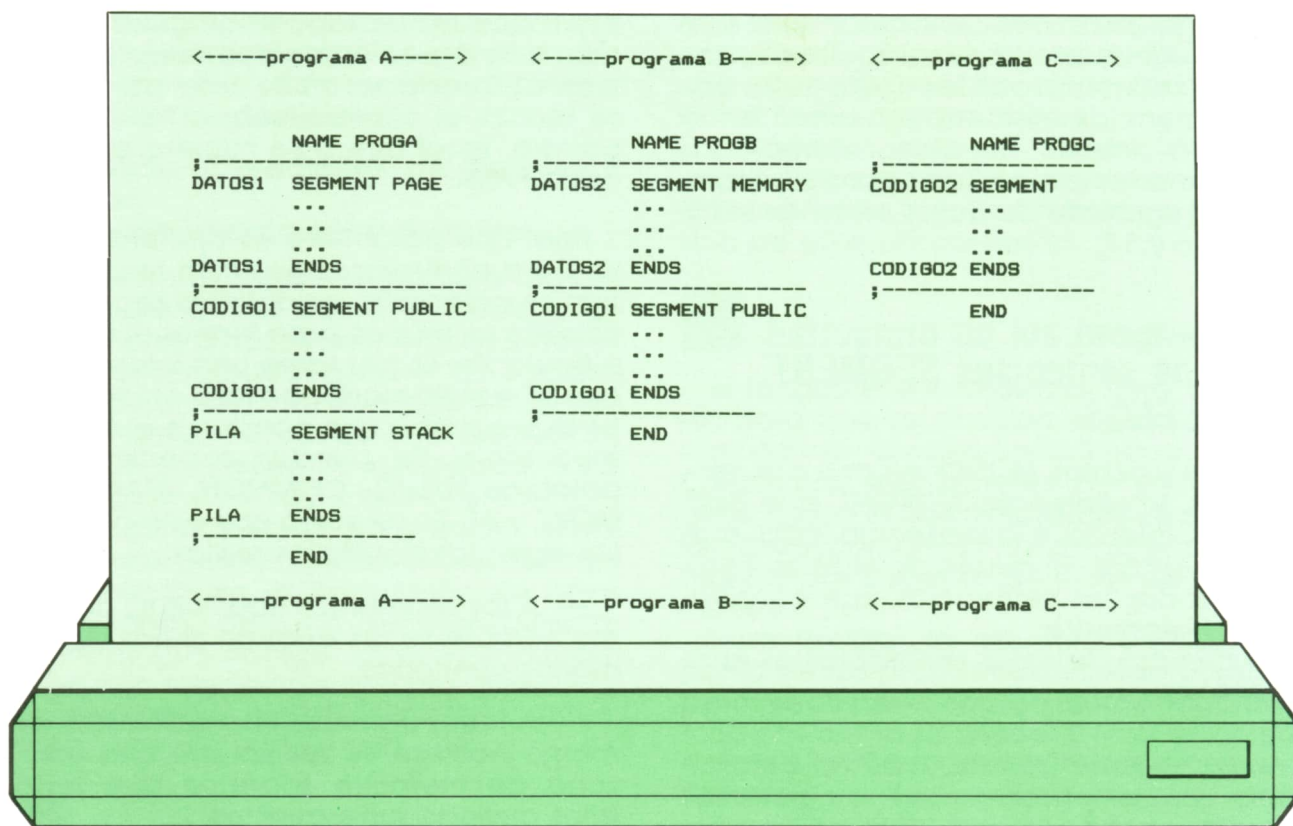 <----programa A-----> <----programa B-----> <----programa C---->
NAME PROGA NAME PROGB NAME PROGC
;-------------------- ;-------------------- ;-------------------
DATOS1 SEGMENT PAGE DATOS2 SEGMENT MEMORY CODIGO2 SEGMENT
... ... ...
... ... ...
... ... ...
DATOS1 ENDS DATOS2 ENDS CODIGO2 ENDS
;-------------------- ;-------------------- ;-------------------
CODIGO1 SEGMENT PUBLIC CODIGO1 SEGMENT PUBLIC END
... ...
... ...
... ...
CODIGO1 ENDS CODIGO1 ENDS
;---------------- ;-----------------
PILA SEGMENT STACK END
...
...
...
PILA ENDS
;----------------
END
<----programa A-----> <----programa B-----> <----programa C---->